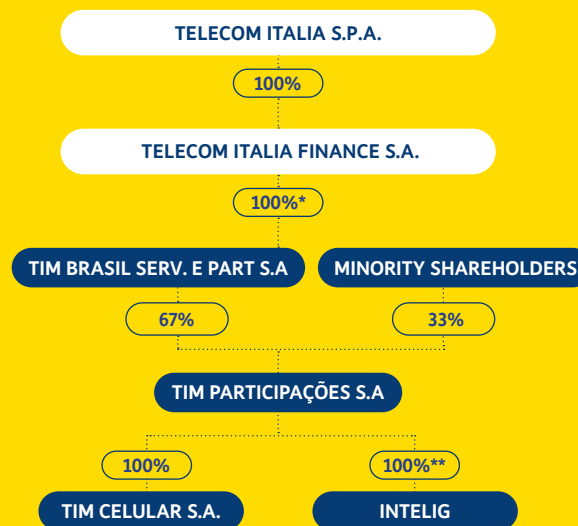 TELECOM ITALIA S.P.A.
100%
TELECOM ITALIA FINANCE S.A.
100%*
TIM BRASIL SERV. E PART S.A
MINORITY SHAREHOLDERS
67%
33%
TIM PARTICIPAÇÕES S.A
100%
100%**
TIM CELULAR S.A.
INTELIG